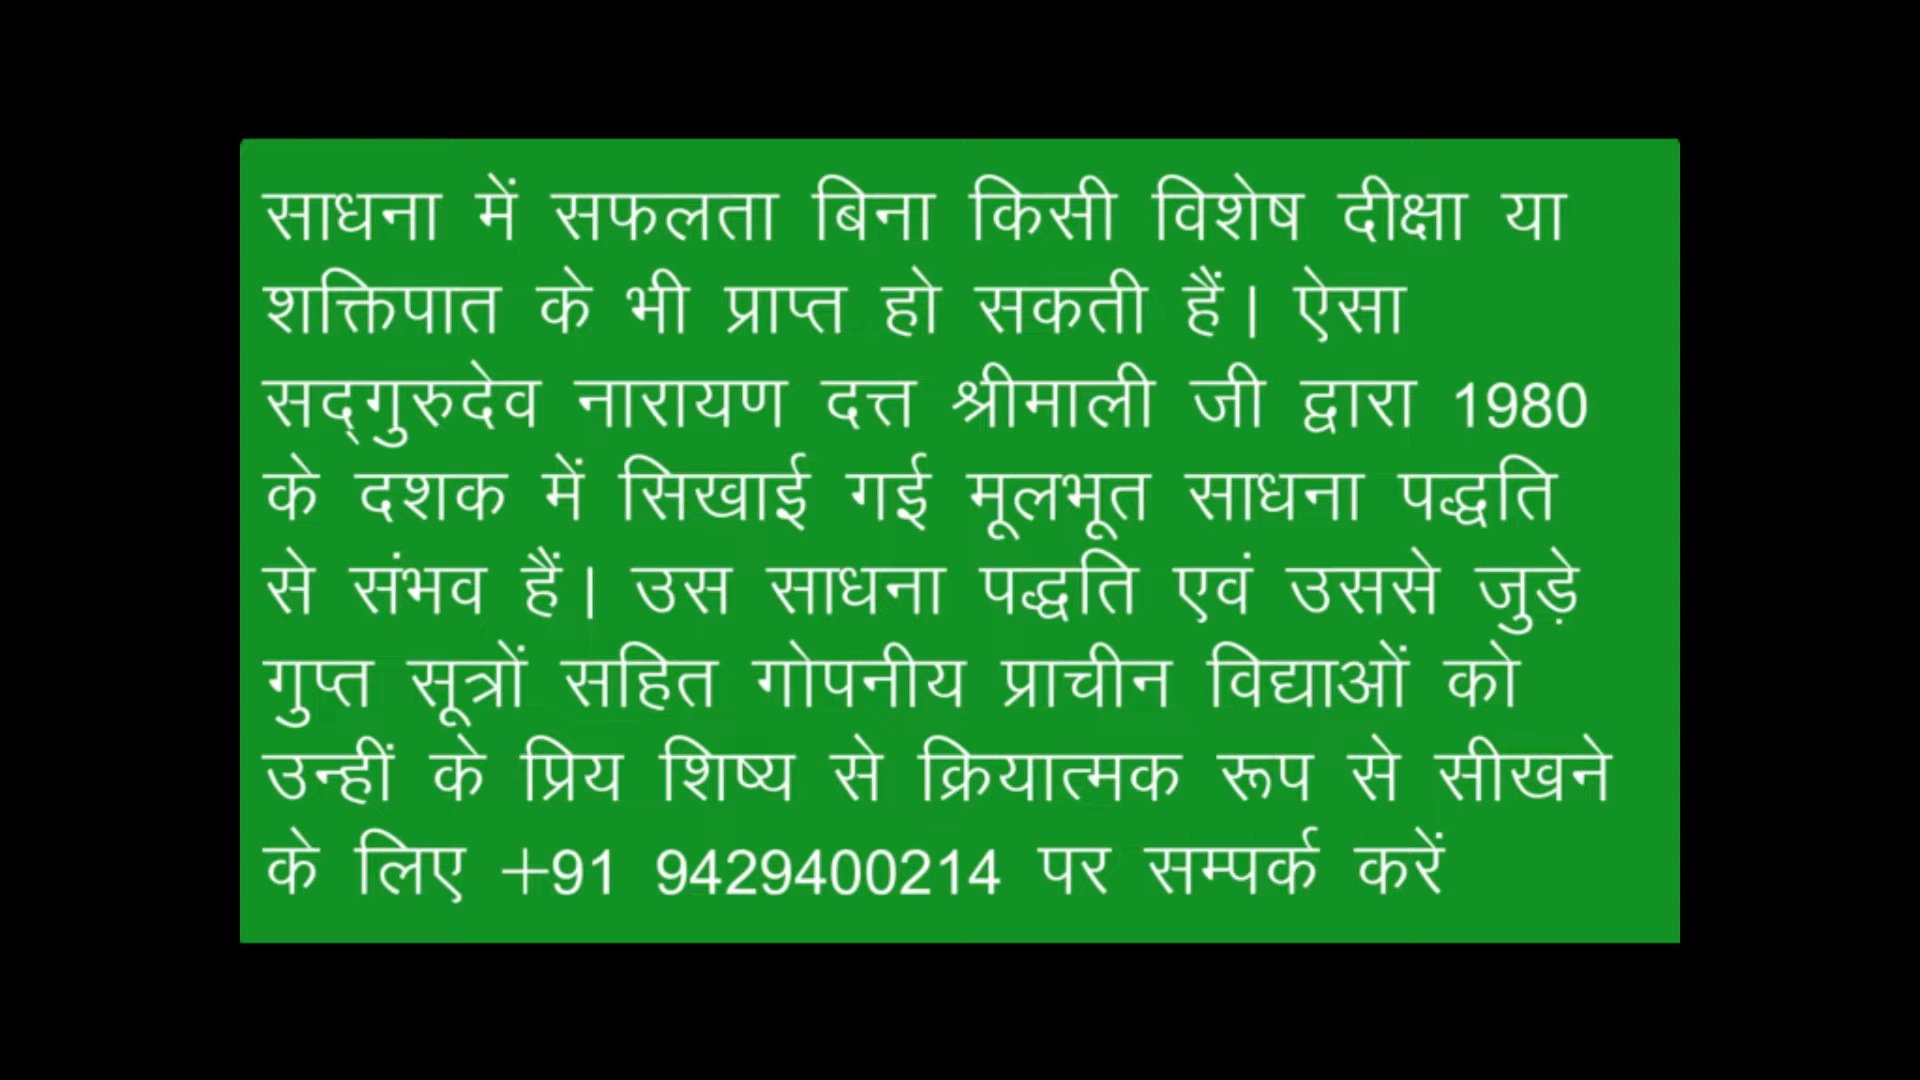 साधना में सफलता बिना किसी विशेष दीक्षा या
शक्तिपात के भी प्राप्त हो सकती हैं। ऐसा
सद्‌गुरुदेव नारायण दत्त श्रीमाली जी द्वारा 1980
के दशक में सिखाई गई मूलभूत साधना पद्धति
से संभव हैं। उस साधना पद्धति एवं उससे जुड़े
गुप्त सूत्रों सहित गोपनीय प्राचीन विद्याओं को
उन्हीं के प्रिय शिष्य से क्रियात्मक रूप से सीखने
के लिए +91 9429400214 पर सम्पर्क करें